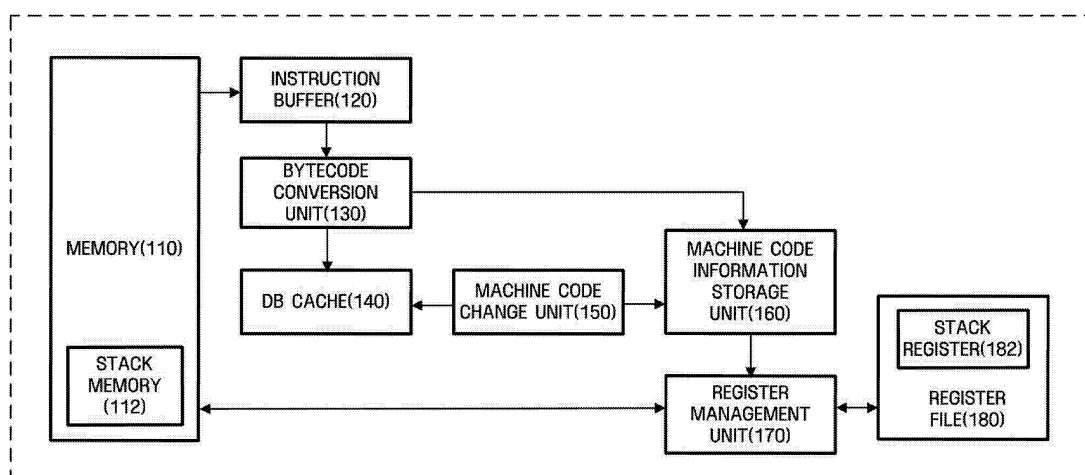 MEMORY(110)
STACK
MEMORY
(112)
INSTRUCTION
BUFFER(120)
BYTECODE
CONVERSION
UNIT(130)
DB CACHE(140)
MACHINE CODE
CHANGE UNIT(150)
MACHINE CODE
INFORMATION
STORAGE
UNIT(160)
REGISTER
MANAGEMENT
UNIT(170)
STACK
REGISTER(182)
REGISTER
FILE(180)